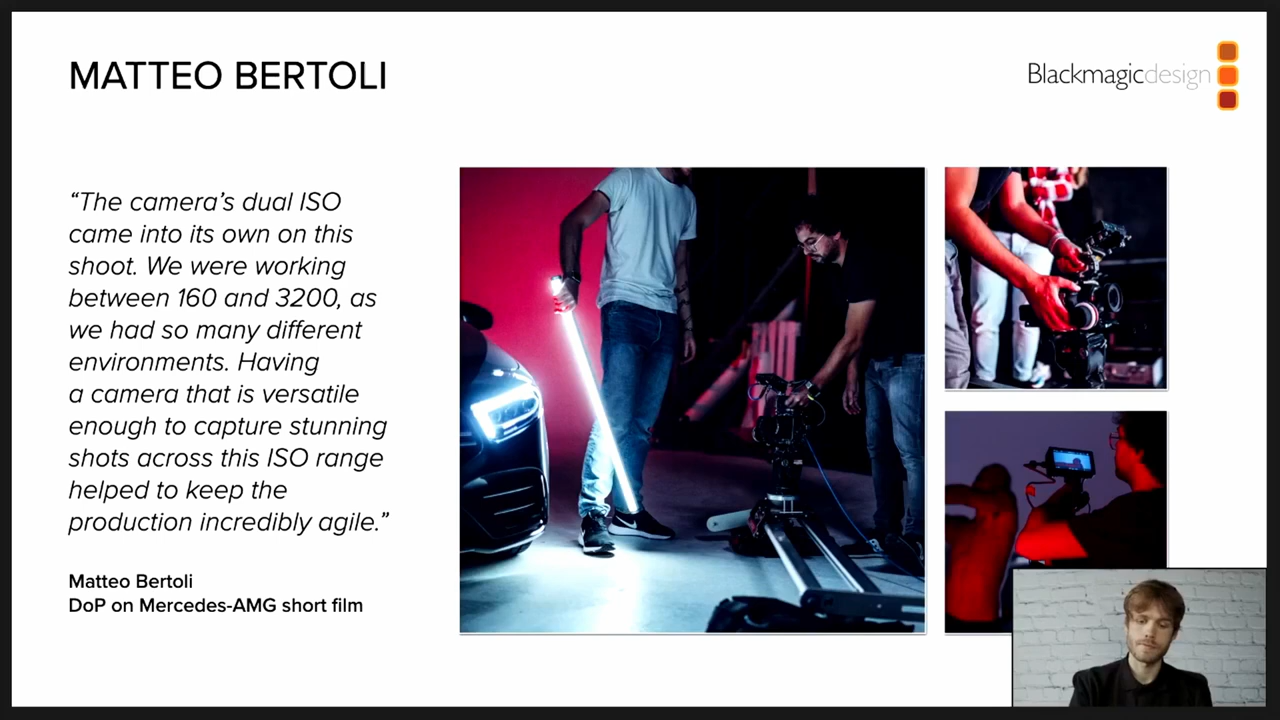 MATTEO BERTOLI
Blackmagicdesign
“The camera’s dual ISO
came into its own on this
shoot. We were working
between 160 and 3200, as
we had so many different
environments. Having
a camera that is versatile
enough to capture stunning
shots across this ISO range
helped to keep the
production incredibly agile.”
Matteo Bertoli
DoP on Mercedes-AMG short film